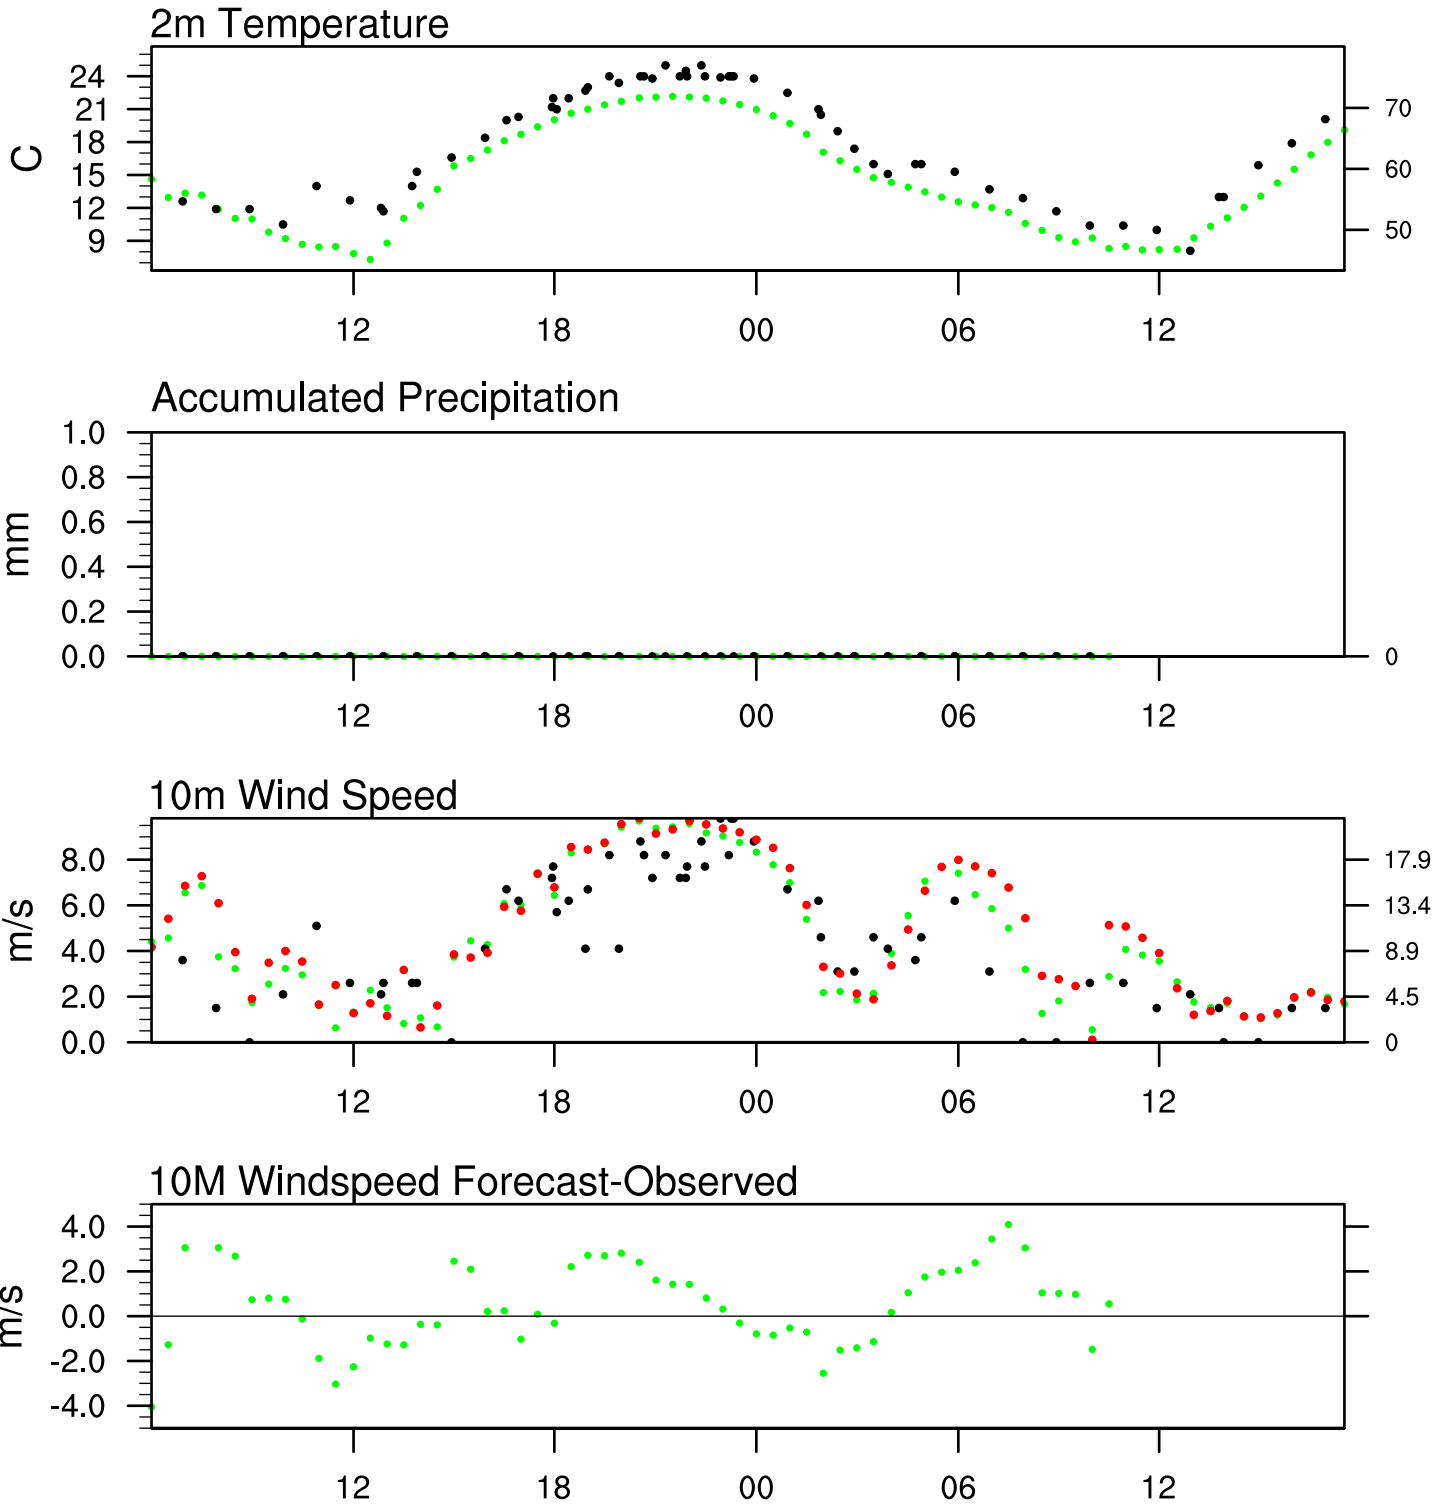 2m Temperature
24
21
18
15
12
9
C
70
60
50
12 18 00 06 12
Accumulated Precipitation
1.0
0.8
0.6
0.4
0.2
0.0
mm
0
12 18 00 06 12
10m Wind Speed
8.0
6.0
4.0
2.0
0.0
m/s
17.9
13.4
8.9
4.5
0
12 18 00 06 12
10M Windspeed Forecast-Observed
4.0
2.0
0.0
-2.0
-4.0
m/s
12 18 00 06 12